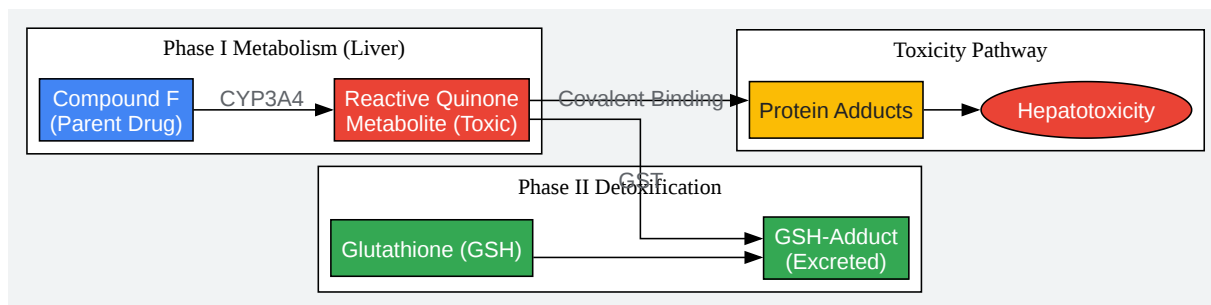 Phase I Metabolism (Liver)
Compound F
(Parent Drug)
CYP3A4
Reactive Quinone
Metabolite (Toxic)
Covalent Binding
Toxicity Pathway
Protein Adducts
Hepatotoxicity
GST
Phase II Detoxification
Glutathione (GSH)
GSH-Adduct
(Excreted)